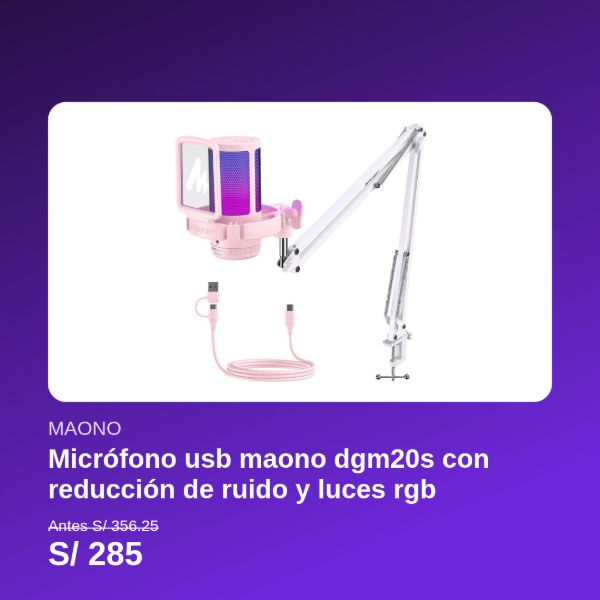 MAONO
Micrófono usb maono dgm20s con
reducción de ruido y luces rgb
Antes S/ 356.25
S/ 285